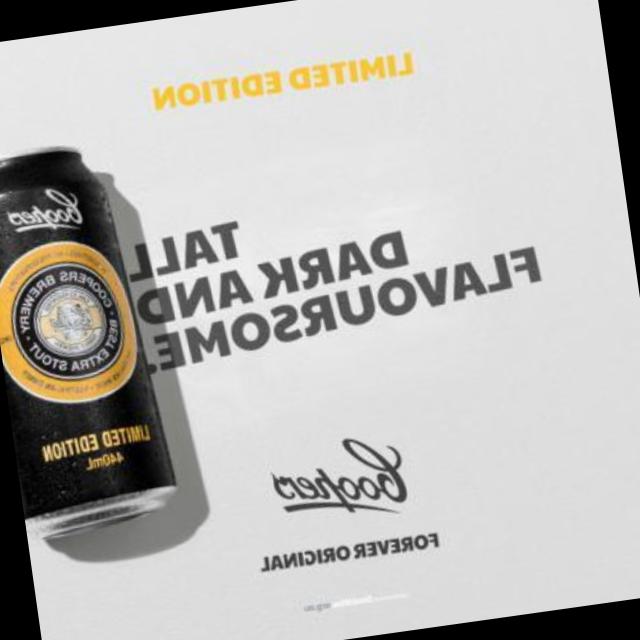 LIMITED EDITION
TALL
DARK AND
FLAVOURSOME.
Coopers
COOPERS BREWERY
BEST EXTRA STOUT
LIMITED EDITION
440mL
Coopers
FOREVER ORIGINAL